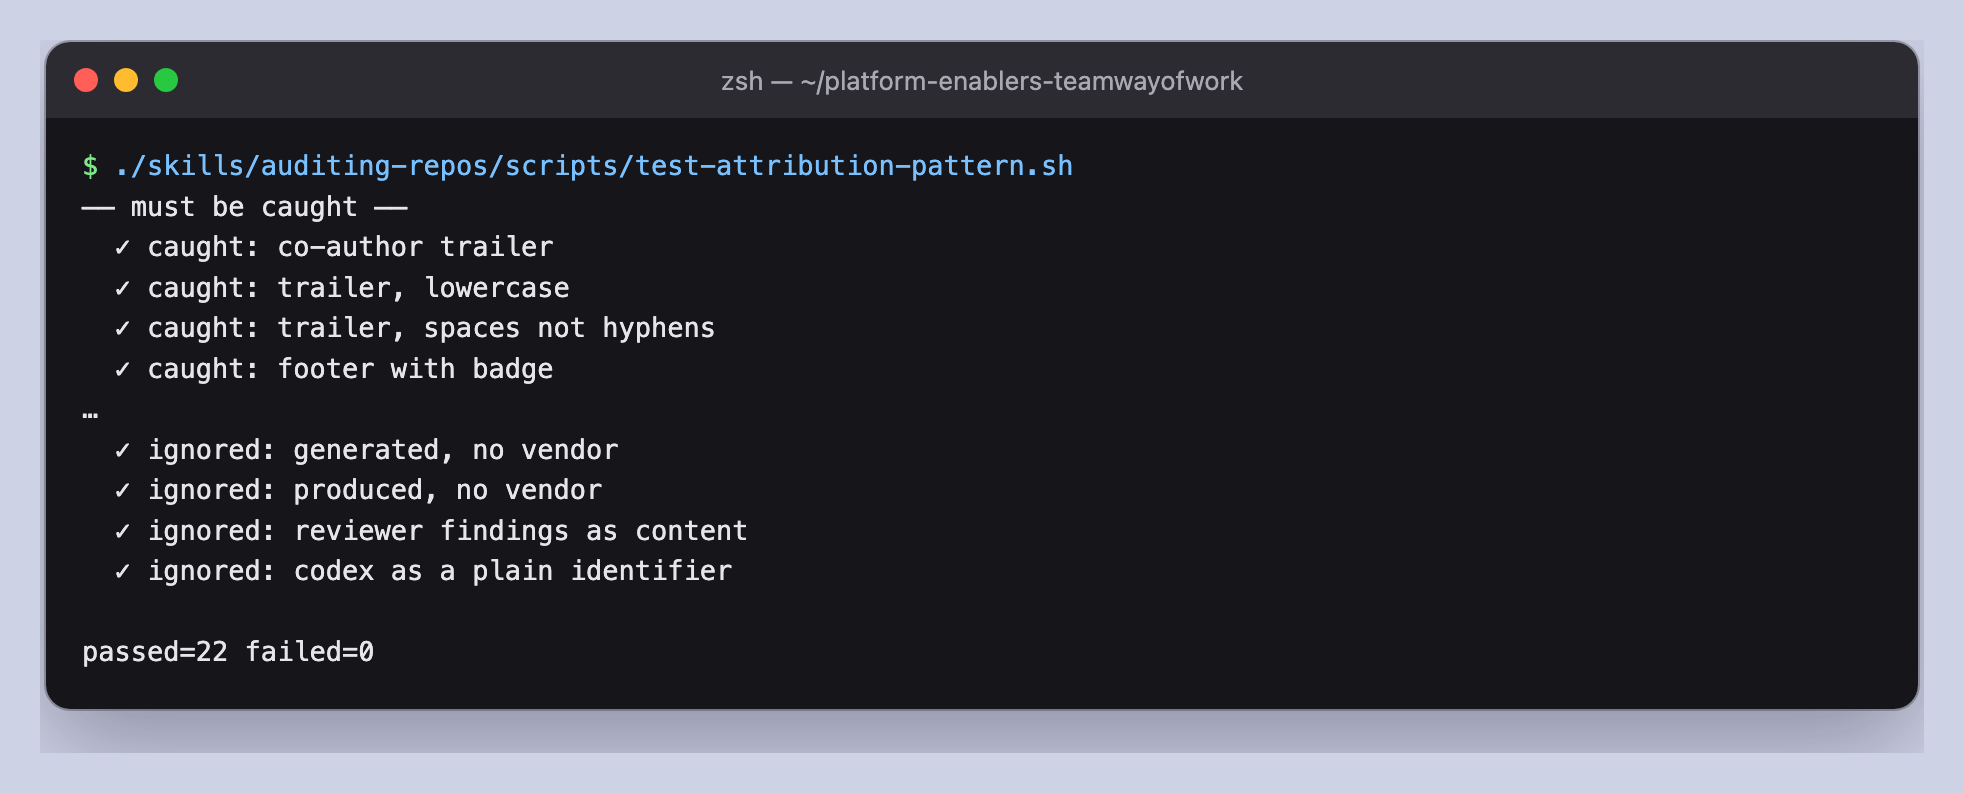 zsh — ~/platform-enablers-teamwayofwork
$ ./skills/auditing-repos/scripts/test-attribution-pattern.sh
── must be caught ──
✓ caught: co-author trailer
✓ caught: trailer, lowercase
✓ caught: trailer, spaces not hyphens
✓ caught: footer with badge
…
✓ ignored: generated, no vendor
✓ ignored: produced, no vendor
✓ ignored: reviewer findings as content
✓ ignored: codex as a plain identifier
passed=22 failed=0